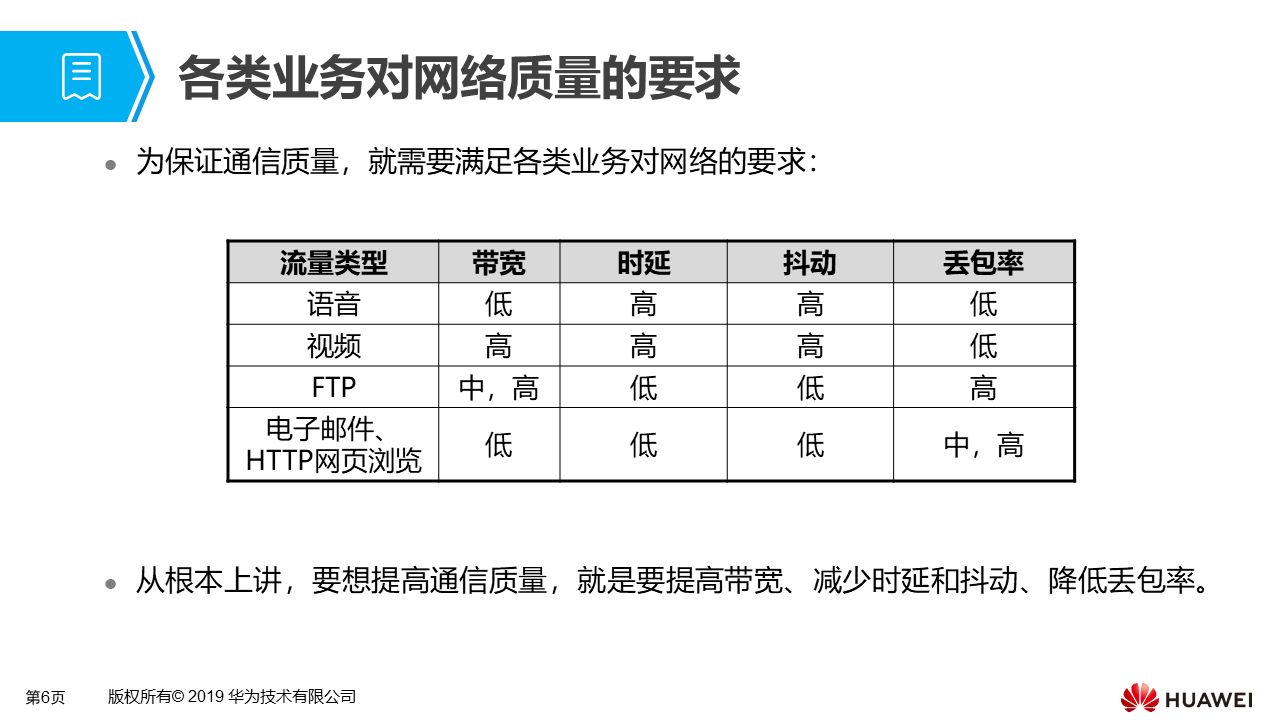 各类业务对网络质量的要求
为保证通信质量，就需要满足各类业务对网络的要求：
流量类型 带宽 时延 抖动 丢包率
语音 低 高 高 低
视频 高 高 高 低
FTP 中，高 低 低 高
电子邮件、
HTTP网页浏览 低 低 低 中，高
从根本上讲，要想提高通信质量，就是要提高带宽、减少时延和抖动、降低丢包率。
第6页 版权所有© 2019 华为技术有限公司
HUAWEI